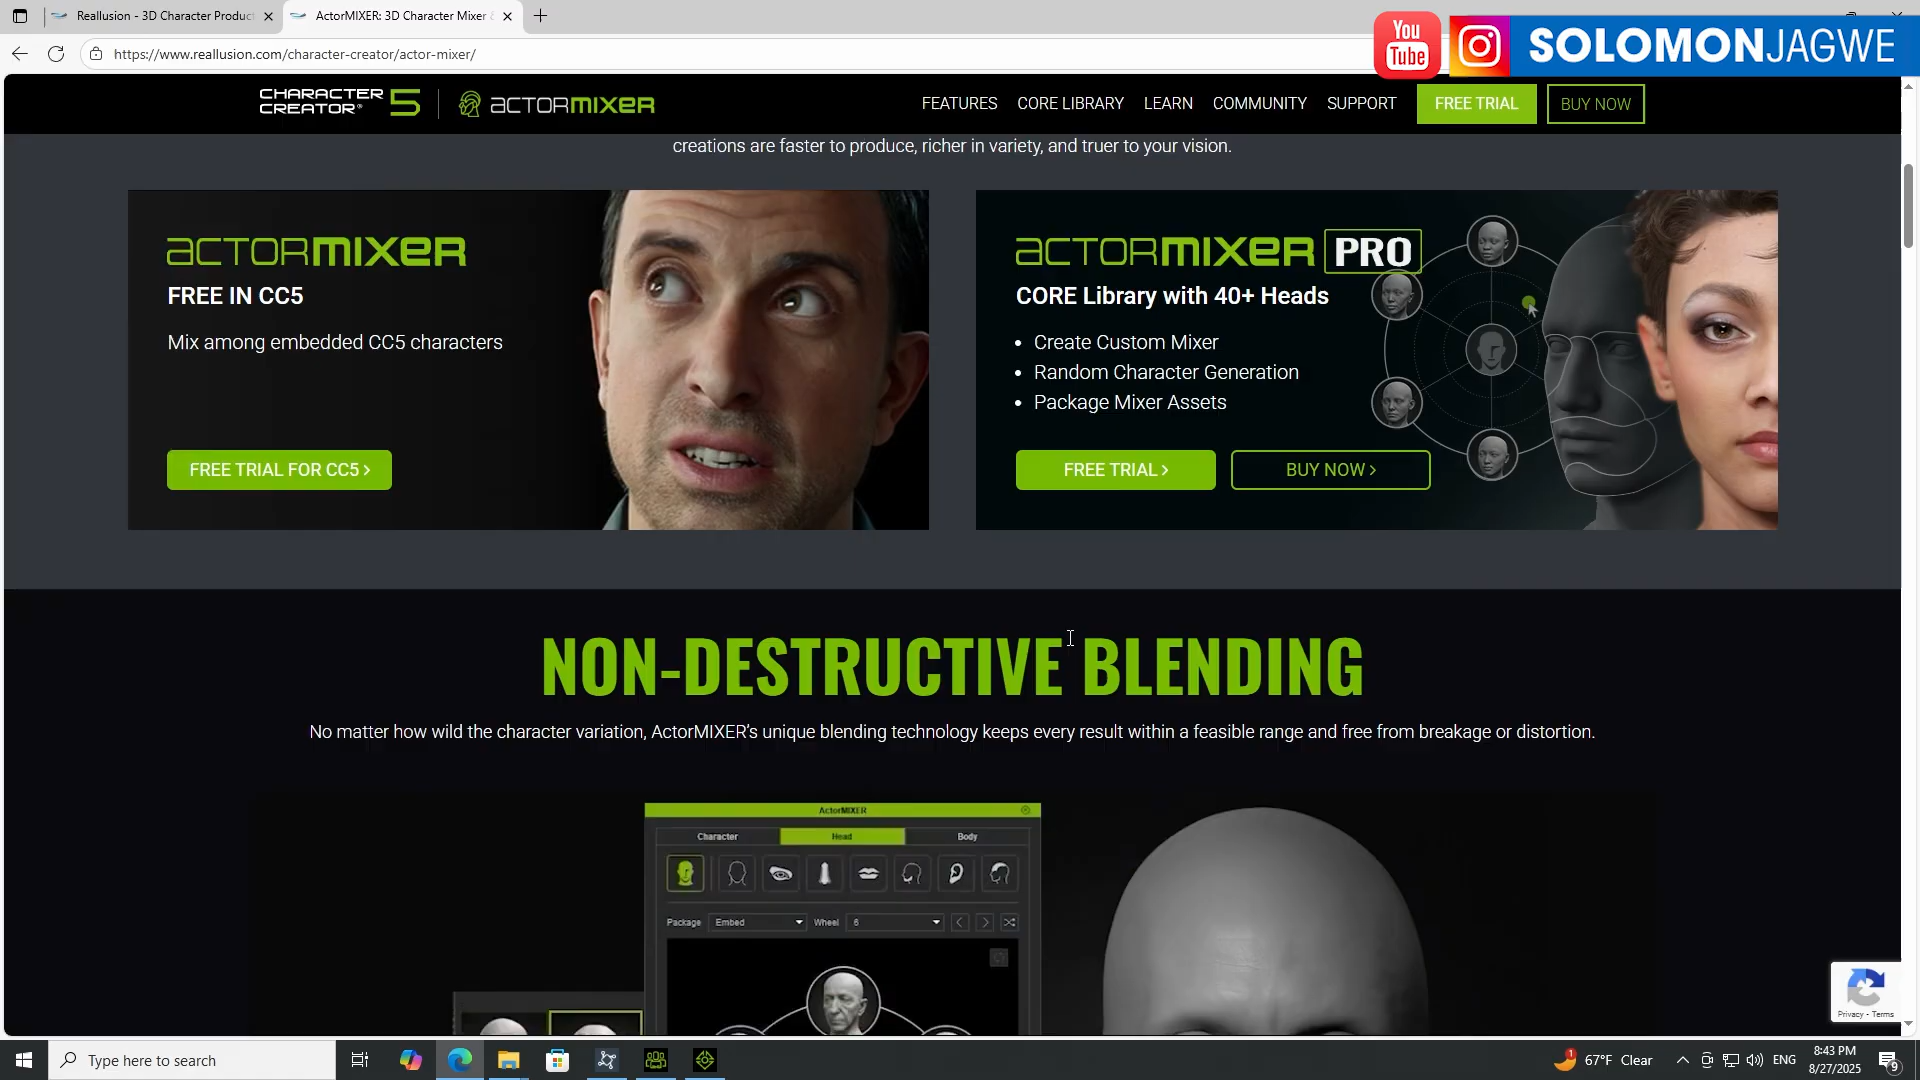 Reallusion - 3D Character Produc
ActorMIXER: 3D Character Mixer &
https://www.reallusion.com/character-creator/actor-mixer/
You
Tube
SOLOMONJAGWE
CHARACTER
CREATOR® 5
ACTORMIXER
FEATURES
CORE LIBRARY
LEARN
COMMUNITY
SUPPORT
FREE TRIAL
BUY NOW
creations are faster to produce, richer in variety, and truer to your vision.
ACTORMIXER
FREE IN CC5
Mix among embedded CC5 characters
FREE TRIAL FOR CC5 >
ACTORMIXER PRO
CORE Library with 40+ Heads
• Create Custom Mixer
• Random Character Generation
• Package Mixer Assets
FREE TRIAL >
BUY NOW >
NON-DESTRUCTIVE BLENDING
No matter how wild the character variation, ActorMIXER's unique blending technology keeps every result within a feasible range and free from breakage or distortion.
ActorMIXER
Character
Head
Body
Package
Embed
Wheel
6
Privacy - Terms
Type here to search
1
67°F Clear
ENG
8:43 PM
8/27/2025
9